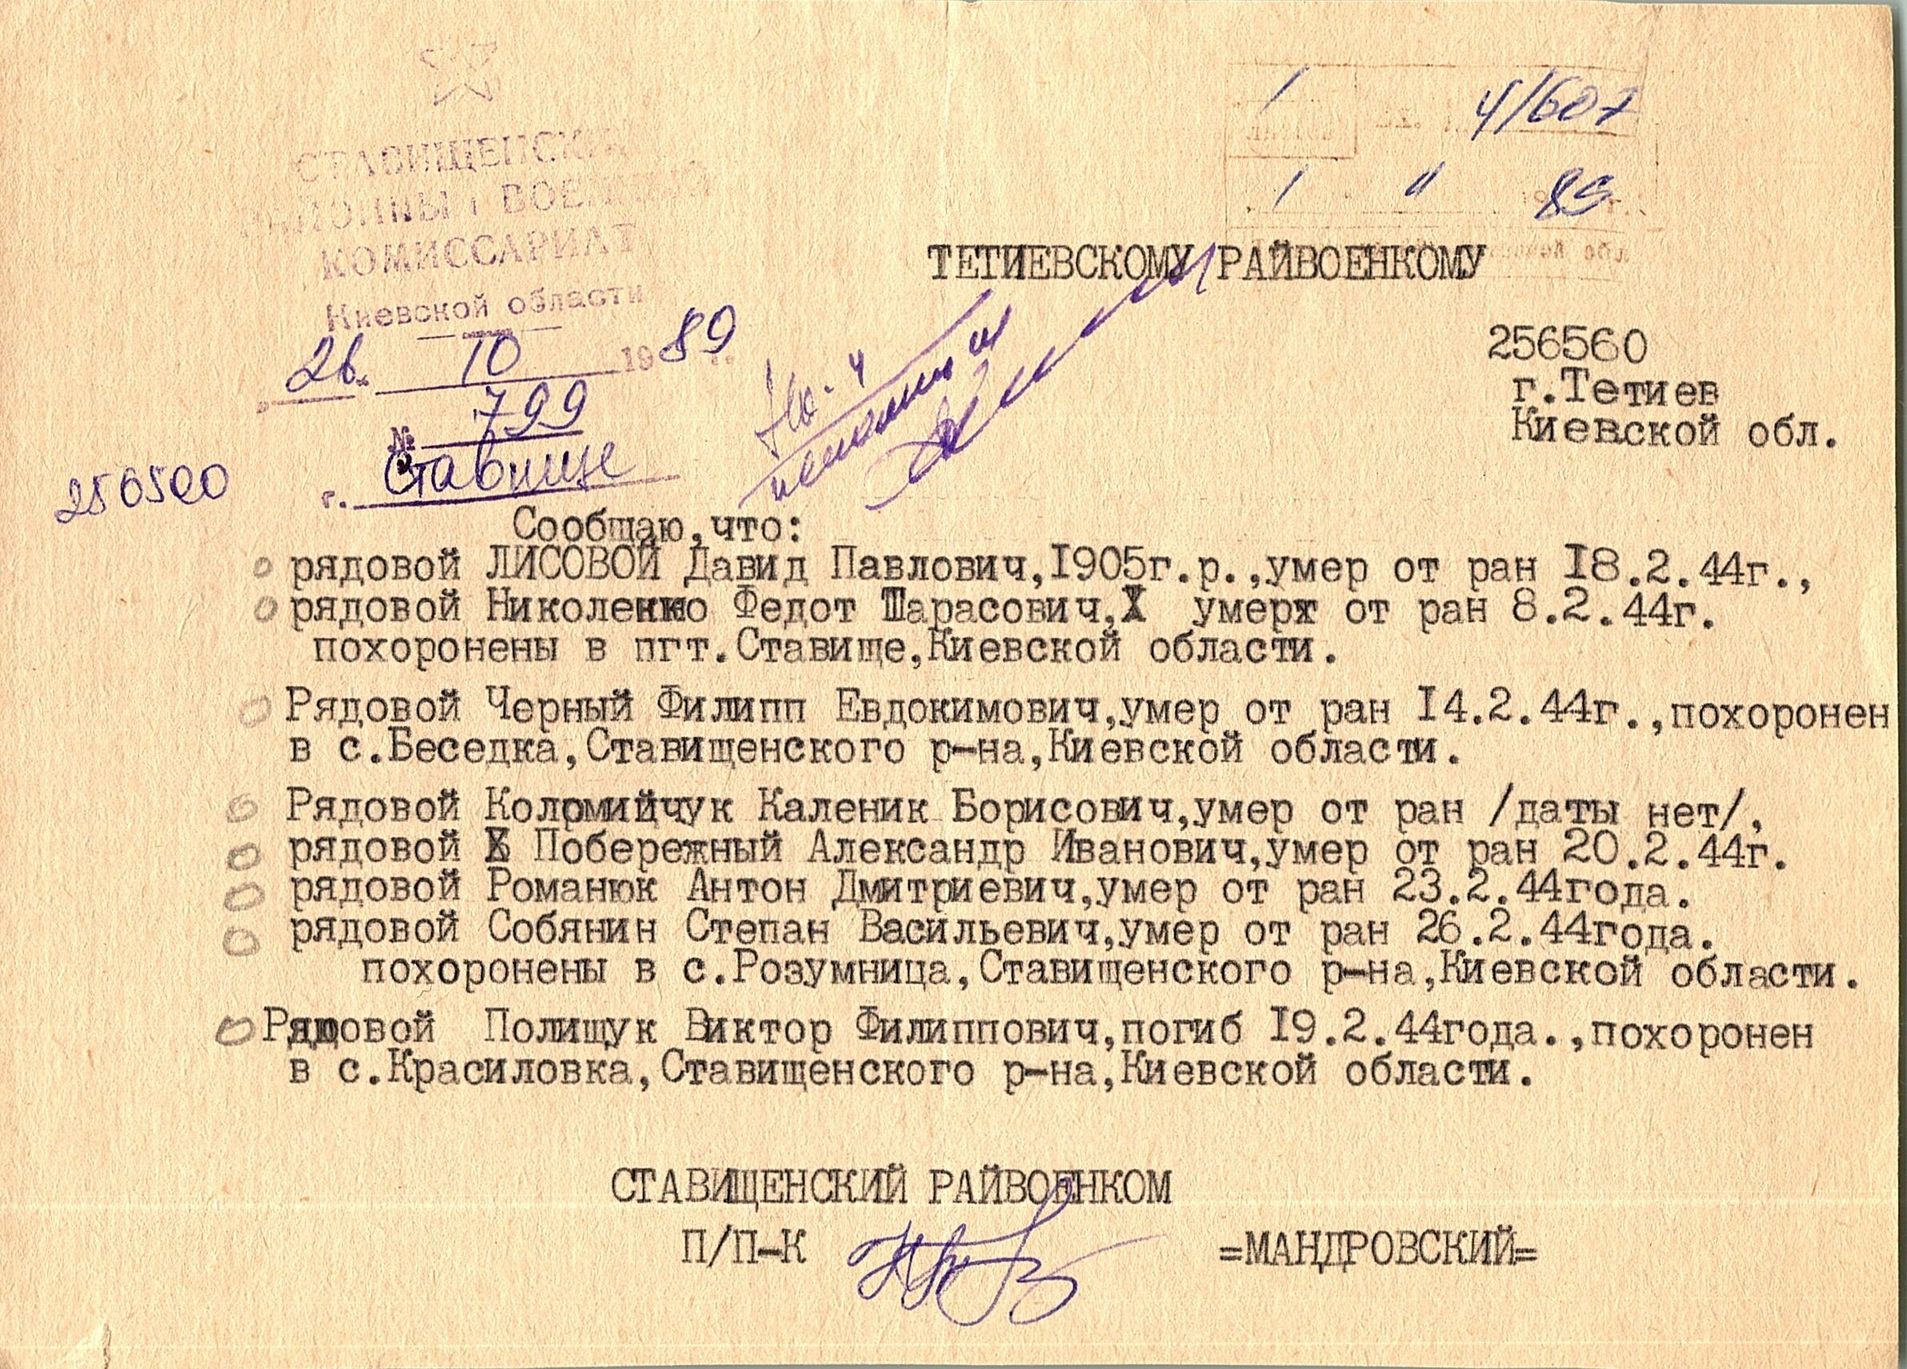 СТАВИЩЕНСКИЙ
РАЙОННЫЙ ВОЕННЫЙ
КОМИССАРИАТ
Киевской области
26. 10 1989 г.
№ 799
г. Ставище
256500
4/607
" 89
ТЕТИЕВСКОМУ РАЙВОЕНКОМУ
256560
г.Тетиев
Киевской обл.
Сообщаю,что:
рядовой ЛИСОВОЙ Давид Павлович,1905г.р.,умер от ран 18.2.44г.,
рядовой Николенко Федот Тарасович,Х умерх от ран 8.2.44г.
похоронены в пгт.Ставище,Киевской области.
Рядовой Черный Филипп Евдокимович,умер от ран 14.2.44г.,похоронен
в с.Беседка,Ставищенского р-на,Киевской области.
Рядовой Коломийчук Каленик Борисович,умер от ран /даты нет/,
рядовой Побережный Александр Иванович,умер от ран 20.2.44г.
рядовой Романюк Антон Дмитриевич,умер от ран 23.2.44года.
рядовой Собянин Степан Васильевич,умер от ран 26.2.44года.
похоронены в с.Розумница,Ставищенского р-на,Киевской области.
Рядовой Полищук Виктор Филиппович,погиб 19.2.44года.,похоронен
в с.Красиловка,Ставищенского р-на,Киевской области.
СТАВИЩЕНСКИЙ РАЙВОЕНКОМ
П/П-К =МАНДРОВСКИЙ=